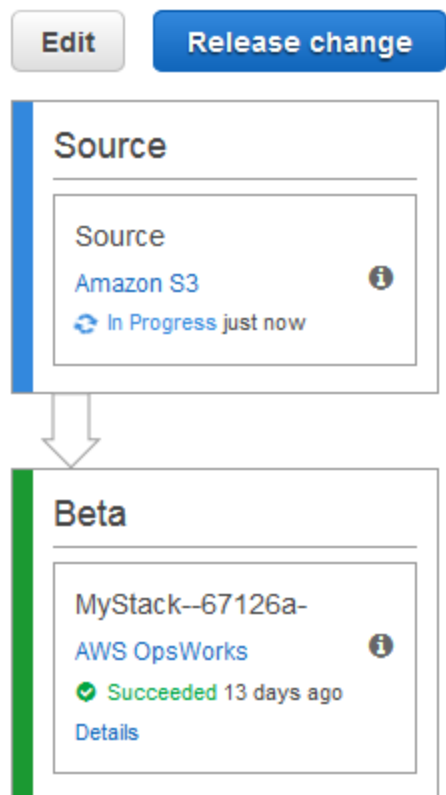 Edit Release change
Source
Source
Amazon S3
In Progress just now
Beta
MyStack--67126a-
AWS OpsWorks
Succeeded 13 days ago
Details